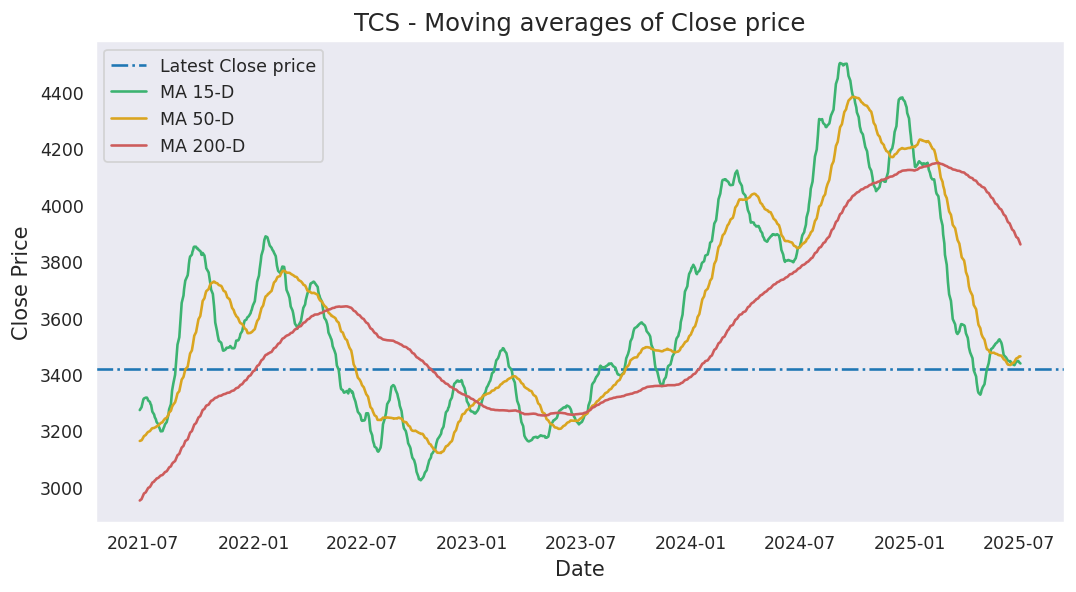 TCS - Moving averages of Close price
Latest Close price
MA 15-D
MA 50-D
MA 200-D
4400
4200
4000
3800
3600
3400
3200
3000
Close Price
2021-07 2022-01 2022-07 2023-01 2023-07 2024-01 2024-07 2025-01 2025-07
Date